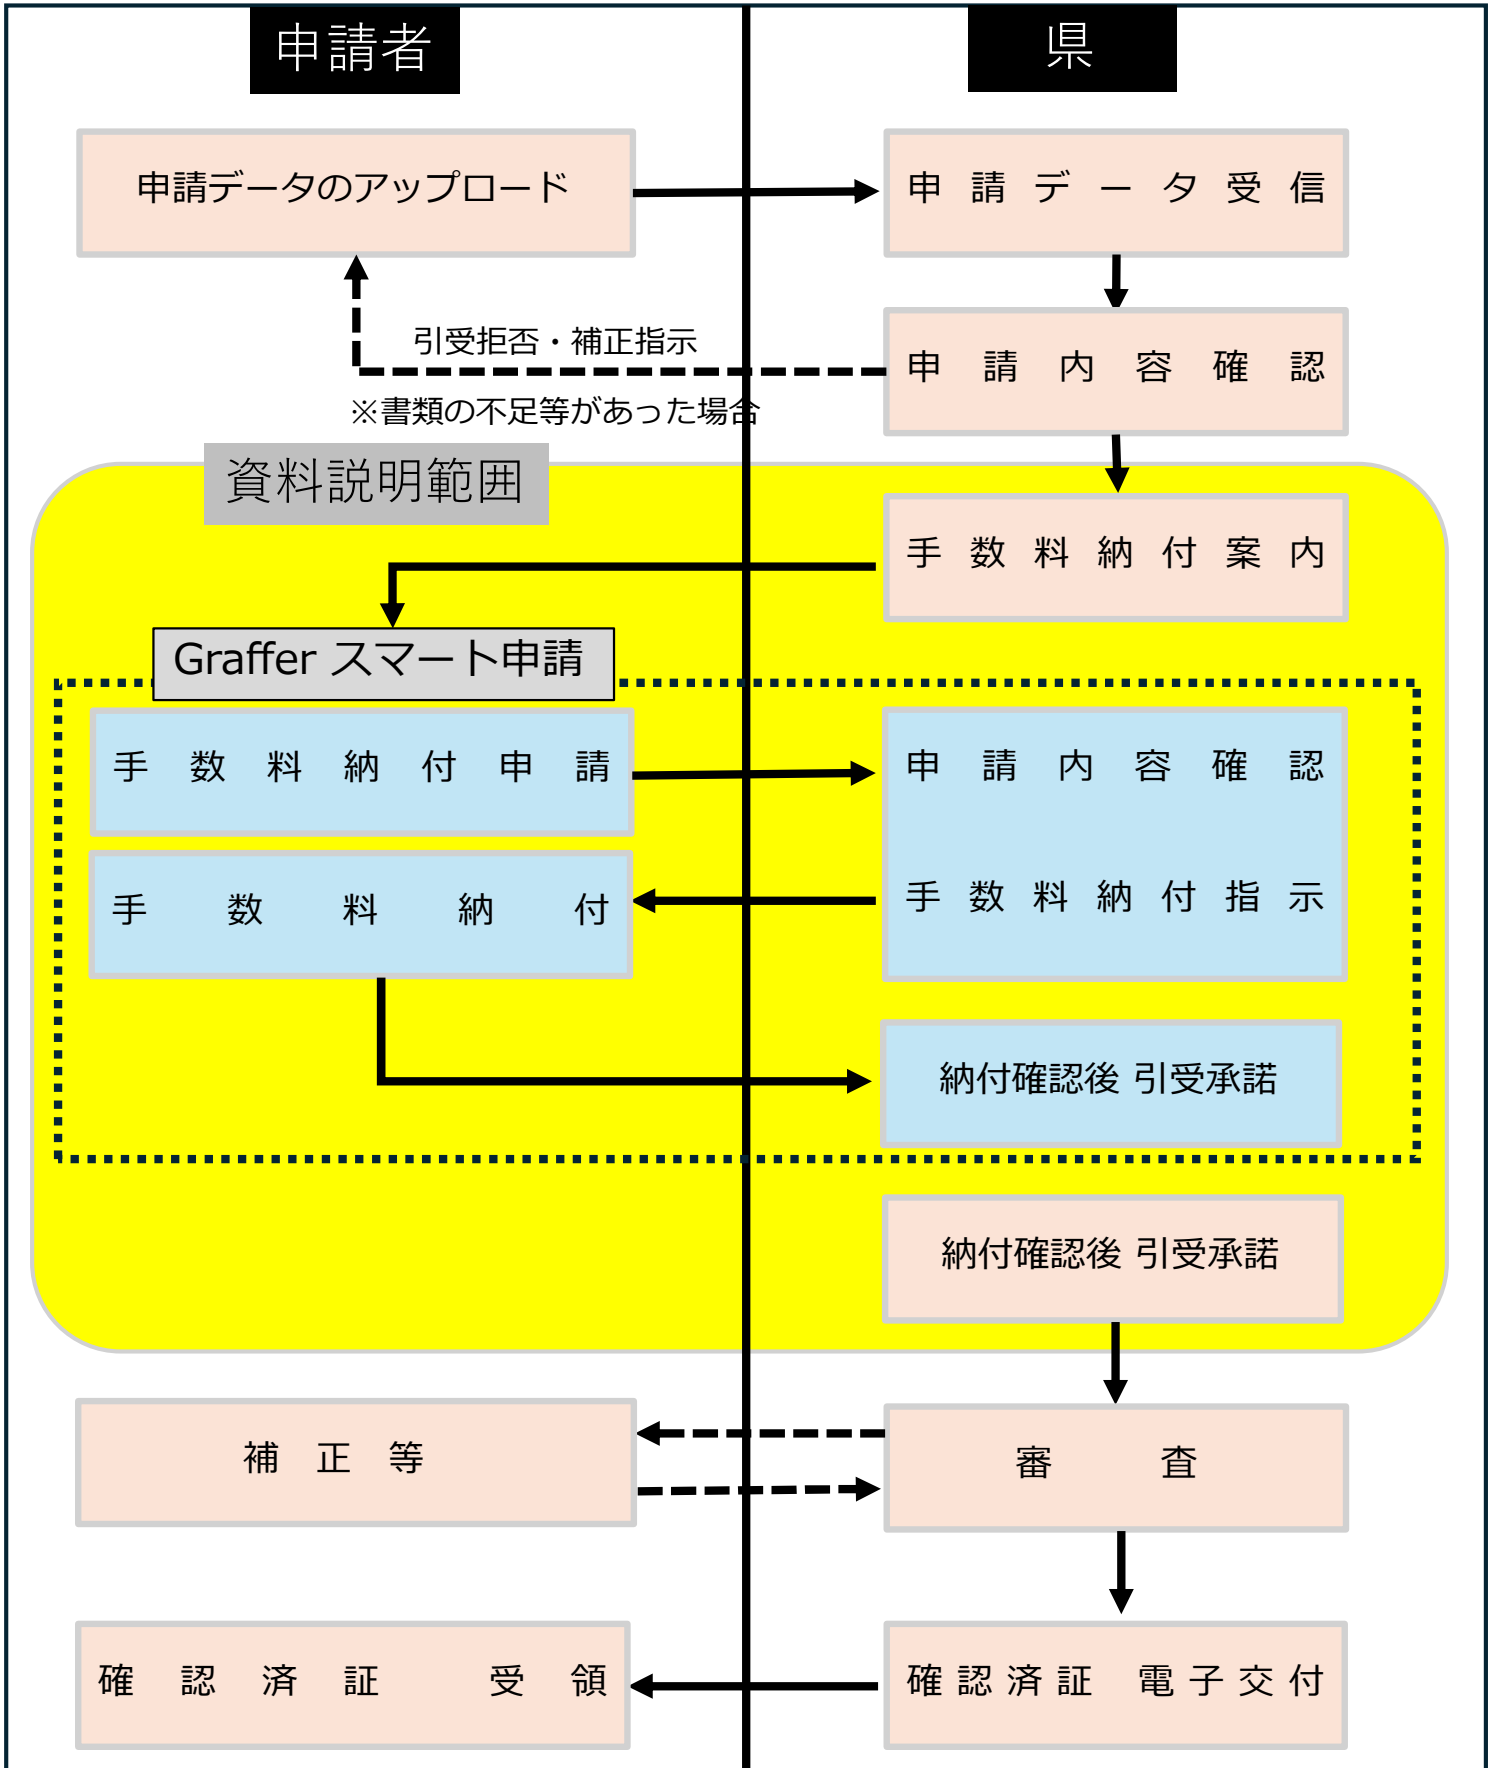 申請者
県
申請データのアップロード
申請データ受信
引受拒否・補正指示
申請内容確認
※書類の不足等があった場合
資料説明範囲
手数料納付案内
Graffer スマート申請
手数料納付申請
申請内容確認
手数料納付
手数料納付指示
納付確認後 引受承諾
納付確認後 引受承諾
補正等
審査
確認済証 受領
確認済証 電子交付